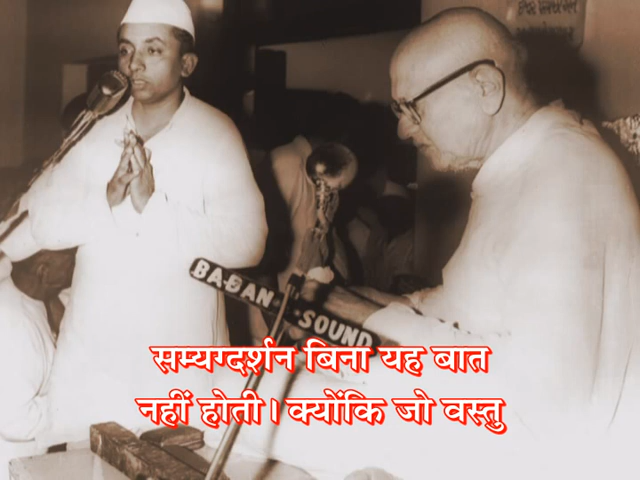 BADAN SOUND
सम्यग्दर्शन बिना यह बात
नहीं होती। क्योंकि जो वस्तु